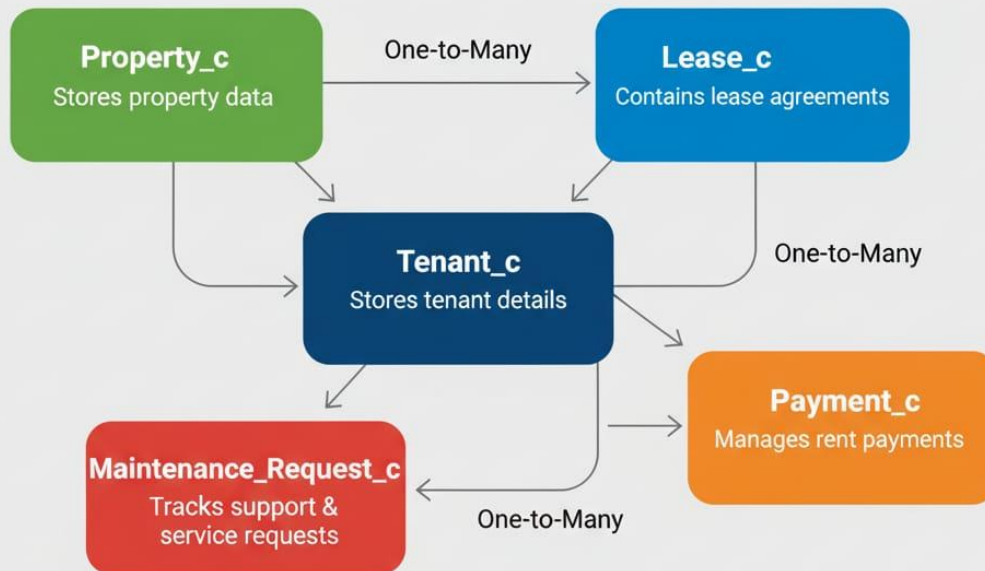 Property_c
Stores property data
One-to-Many
Lease_c
Contains lease agreements
Tenant_c
Stores tenant details
One-to-Many
Payment_c
Manages rent payments
Maintenance_Request_c
Tracks support &
service requests
One-to-Many